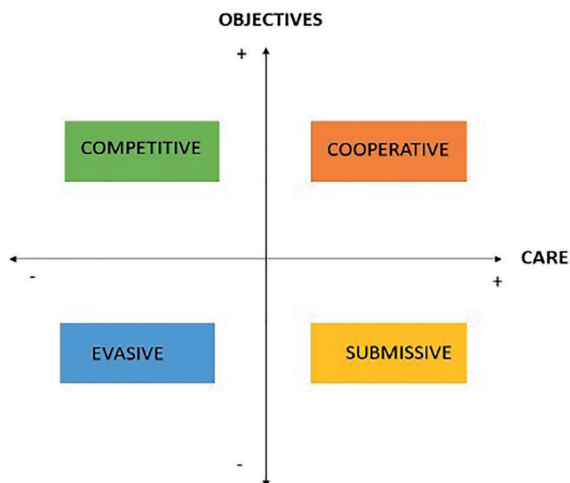 OBJECTIVES
+
COMPETITIVE
COOPERATIVE
CARE
-
+
EVASIVE
SUBMISSIVE
-